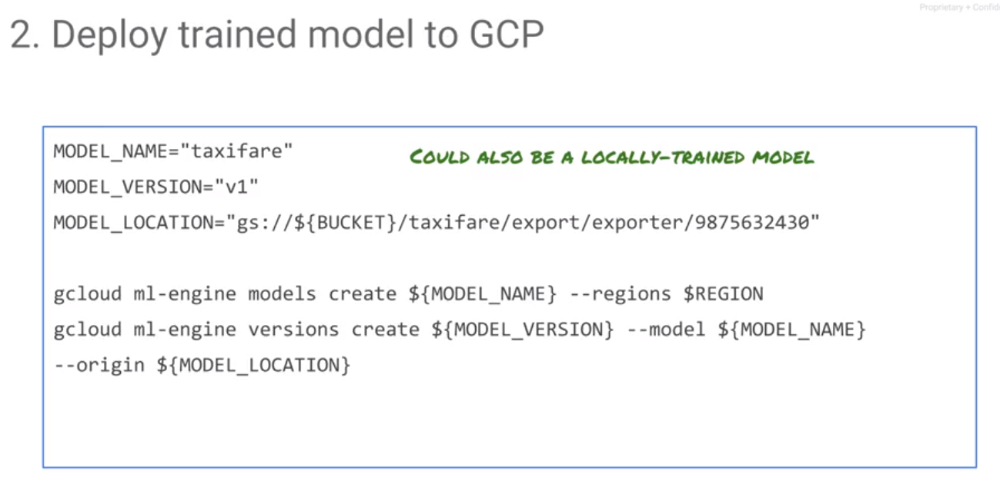 Proprietary + Confid
2. Deploy trained model to GCP
MODEL_NAME="taxifare"
COULD ALSO BE A LOCALLY-TRAINED MODEL
MODEL_VERSION="v1"
MODEL_LOCATION="gs://${BUCKET}/taxifare/export/exporter/9875632430"
gcloud ml-engine models create ${MODEL_NAME} --regions $REGION
gcloud ml-engine versions create ${MODEL_VERSION} --model ${MODEL_NAME}
--origin ${MODEL_LOCATION}